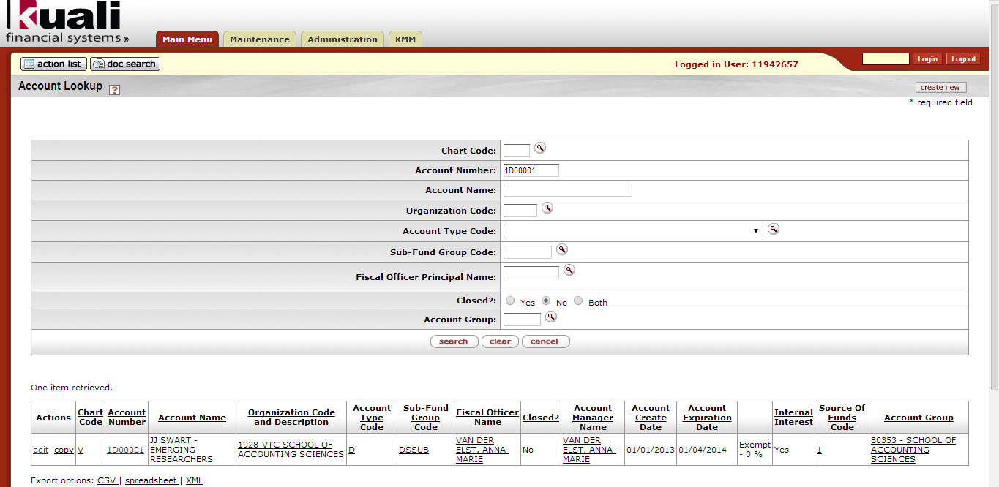 kuali
financial systems ®
Main Menu Maintenance Administration KMM
action list doc search Logged in User: 11942657 Login Logout
Account Lookup ? create new
* required field
Chart Code:
Account Number: 1D00001
Account Name:
Organization Code:
Account Type Code:
Sub-Fund Group Code:
Fiscal Officer Principal Name:
Closed?: Yes No Both
Account Group:
search clear cancel
One item retrieved.
Actions Chart Code Account Number Account Name Organization Code and Description Account Type Code Sub-Fund Group Code Fiscal Officer Name Closed? Account Manager Name Account Create Date Account Expiration Date Internal Interest Source Of Funds Code Account Group
edit copy V 1D00001 JJ SWART - EMERGING RESEARCHERS 1928-VTC SCHOOL OF ACCOUNTING SCIENCES D DSSUB VAN DER ELST, ANNA-MARIE No VAN DER ELST, ANNA-MARIE 01/01/2013 01/04/2014 Exempt - 0 % Yes 1 80353 - SCHOOL OF ACCOUNTING SCIENCES
Export options: CSV | spreadsheet | XML